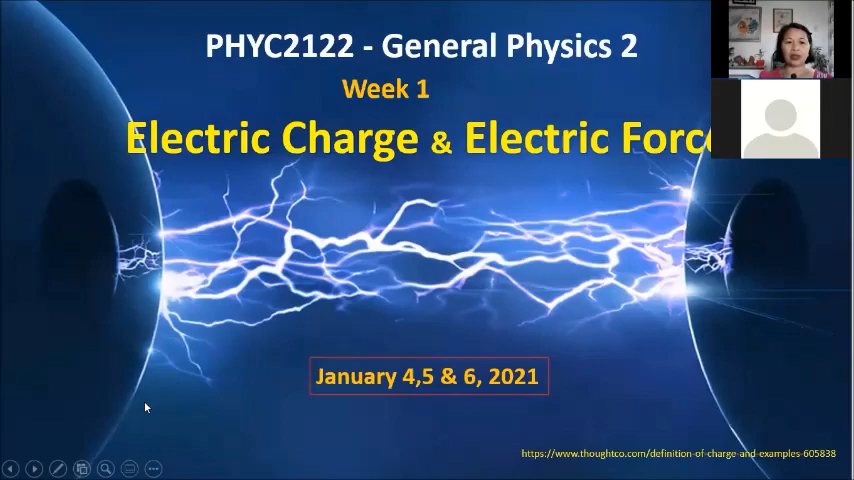 PHYC2122 - General Physics 2
Week 1
Electric Charge & Electric Force
January 4,5 & 6, 2021
https://www.thoughtco.com/definition-of-charge-and-examples-605838